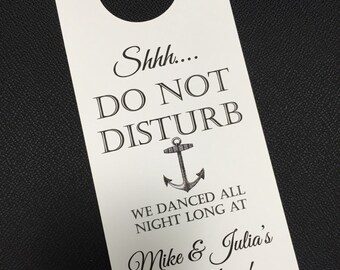 Shhh....
DO NOT
DISTURB
WE DANCED ALL
NIGHT LONG AT
Mike & Julia's